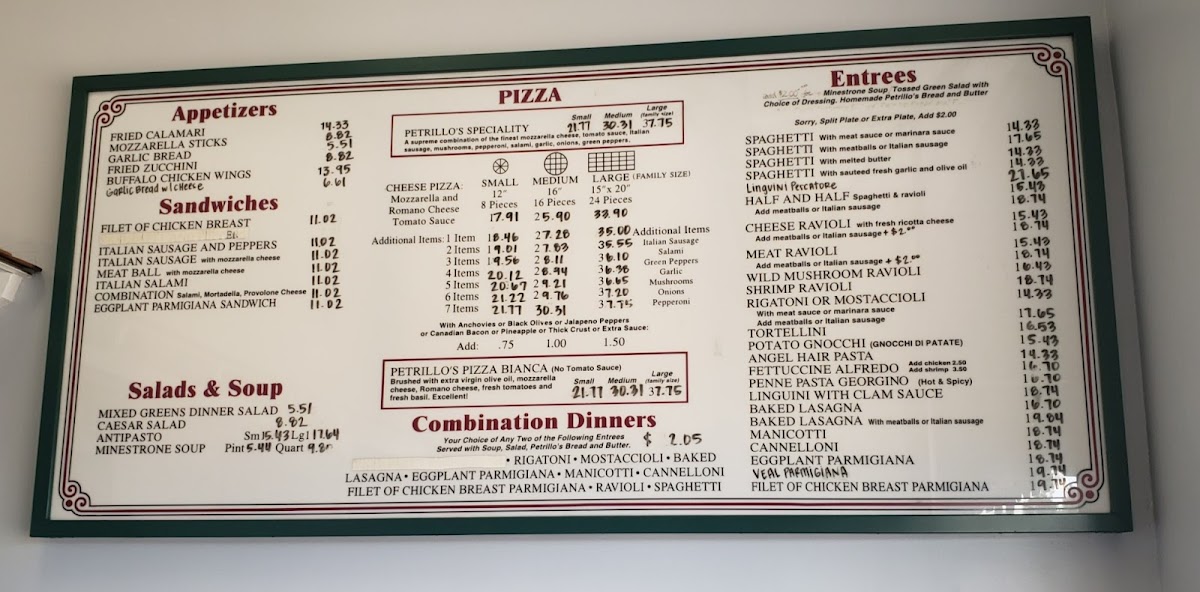 Appetizers
FRIED CALAMARI 14.33
MOZZARELLA STICKS 8.82
GARLIC BREAD 5.51
FRIED ZUCCHINI 8.82
BUFFALO CHICKEN WINGS 13.95
Garlic Bread w/cheese 6.61
Sandwiches
FILET OF CHICKEN BREAST 11.02
ITALIAN SAUSAGE AND PEPPERS 11.02
ITALIAN SAUSAGE with mozzarella cheese 11.02
MEAT BALL with mozzarella cheese 11.02
ITALIAN SALAMI 11.02
COMBINATION Salami, Mortadella, Provolone Cheese 11.02
EGGPLANT PARMIGIANA SANDWICH 11.02
Salads & Soup
MIXED GREENS DINNER SALAD 5.51
CAESAR SALAD 8.82
ANTIPASTO Sm 15.43 Lg 17.64
MINESTRONE SOUP Pint 5.44 Quart
PIZZA
Small Medium Large
(family size)
PETRILLO'S SPECIALITY 21.77 30.31 37.75
A supreme combination of the finest mozzarella cheese, tomato sauce, Italian
sausage, mushrooms, pepperoni, salami, garlic, onions, green peppers.
SMALL MEDIUM LARGE (FAMILY SIZE)
12" 16" 15" x 20"
8 Pieces 16 Pieces 24 Pieces
CHEESE PIZZA:
Mozzarella and
Romano Cheese
Tomato Sauce 17.91 25.90 33.90
Additional Items: 1 Item 18.46 27.28 35.00
2 Items 19.01 27.83 35.55
3 Items 19.56 28.11 36.10
4 Items 20.12 28.94 36.38
5 Items 20.67 29.21 36.65
6 Items 21.22 29.76 37.20
7 Items 21.77 30.31 37.75
Additional Items
Italian Sausage
Salami
Green Peppers
Garlic
Mushrooms
Onions
Pepperoni
With Anchovies or Black Olives or Jalapeno Peppers
or Canadian Bacon or Pineapple or Thick Crust or Extra Sauce:
Add: .75 1.00 1.50
PETRILLO'S PIZZA BIANCA (No Tomato Sauce)
Brushed with extra virgin olive oil, mozzarella
cheese, Romano cheese, fresh tomatoes and
fresh basil. Excellent!
Small Medium Large
(family size)
21.77 30.31 37.75
Combination Dinners
Your Choice of Any Two of the Following Entrees
Served with Soup, Salad, Petrillo's Bread and Butter.
$ 2.05
• RIGATONI • MOSTACCIOLI • BAKED
LASAGNA • EGGPLANT PARMIGIANA • MANICOTTI • CANNELLONI
FILET OF CHICKEN BREAST PARMIGIANA • RAVIOLI • SPAGHETTI
Entrees
Minestrone Soup Tossed Green Salad with
Choice of Dressing. Homemade Petrillo's Bread and Butter
Sorry, Split Plate or Extra Plate, Add $2.00
SPAGHETTI With meat sauce or marinara sauce 14.33
SPAGHETTI With meatballs or Italian sausage 17.65
SPAGHETTI With melted butter 14.33
SPAGHETTI With sauteed fresh garlic and olive oil 14.33
Linguini Pescatore 27.65
HALF AND HALF Spaghetti & ravioli 15.43
Add meatballs or Italian sausage 18.74
CHEESE RAVIOLI with fresh ricotta cheese 15.43
Add meatballs or Italian sausage + $2.00 18.74
MEAT RAVIOLI 15.43
Add meatballs or Italian sausage + $2.00 18.74
WILD MUSHROOM RAVIOLI 16.43
SHRIMP RAVIOLI 18.74
RIGATONI OR MOSTACCIOLI 14.33
With meat sauce or marinara sauce
Add meatballs or Italian sausage 17.65
TORTELLINI 16.53
POTATO GNOCCHI (GNOCCHI DI PATATE) 15.43
ANGEL HAIR PASTA 14.33
FETTUCCINE ALFREDO Add chicken 2.50 Add shrimp 3.50 16.70
PENNE PASTA GEORGINO (Hot & Spicy) 16.70
LINGUINI WITH CLAM SAUCE 18.74
BAKED LASAGNA 16.70
BAKED LASAGNA With meatballs or Italian sausage 19.84
MANICOTTI 18.74
CANNELLONI 18.74
EGGPLANT PARMIGIANA 18.74
VEAL PARMIGIANA 19.74
FILET OF CHICKEN BREAST PARMIGIANA 19.74